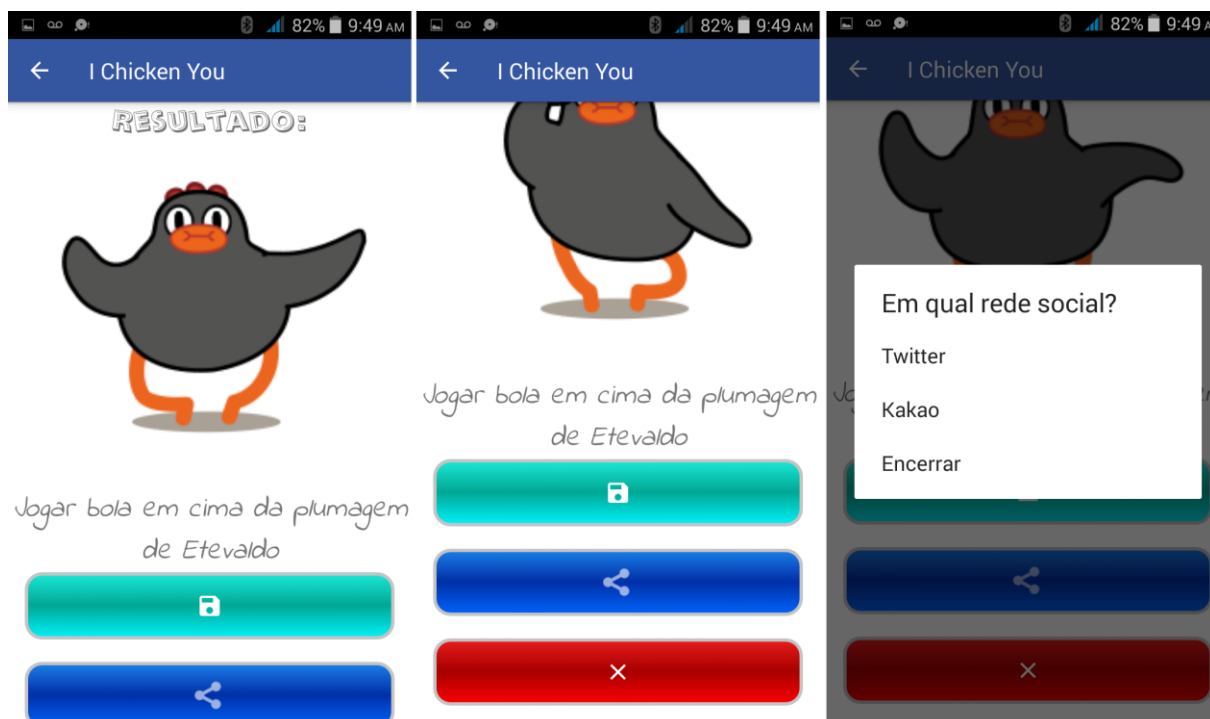 82% 9:49 AM
I Chicken You
RESULTADO:
Jogar bola em cima da plumagem
de Etevaldo
82% 9:49 AM
I Chicken You
Jogar bola em cima da plumagem
de Etevaldo
82% 9:49 A
I Chicken You
Em qual rede social?
Twitter
Kakao
Encerrar